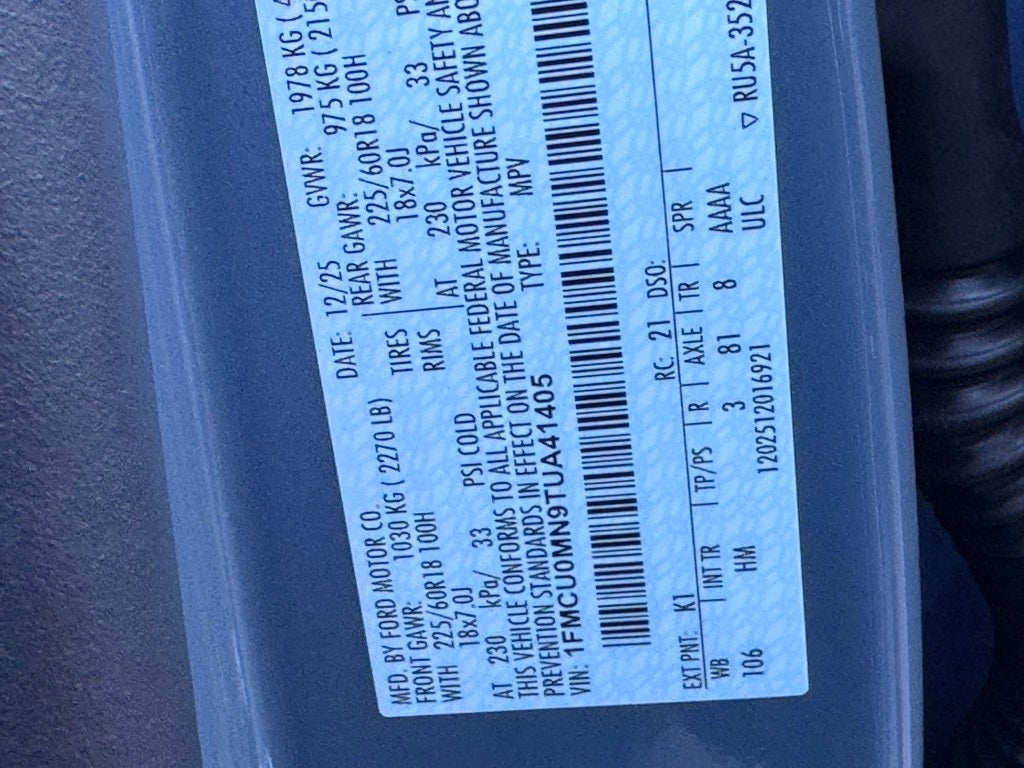 MFD. BY FORD MOTOR CO. DATE: 12/25 GVWR: 1978 KG (
FRONT GAWR: 1030 KG ( 2270 LB) REAR GAWR: 975 KG ( 215
WITH 225/60R18 100H TIRES WITH 225/60R18 100H
18x7.0J RIMS 18x7.0J
AT 230 kPa/ 33 PSI COLD AT 230 kPa/ 33 PS
THIS VEHICLE CONFORMS TO ALL APPLICABLE FEDERAL MOTOR VEHICLE SAFETY AN
PREVENTION STANDARDS IN EFFECT ON THE DATE OF MANUFACTURE SHOWN ABO
VIN: 1FMCU0MN9TUA41405 TYPE: MPV
EXT PNT: K1 RC: 21 DSO:
WB INT TR TP/PS R AXLE TR SPR
106 HM 3 81 8 AAAA
1202512016921 ULC ▽ RU5A-352